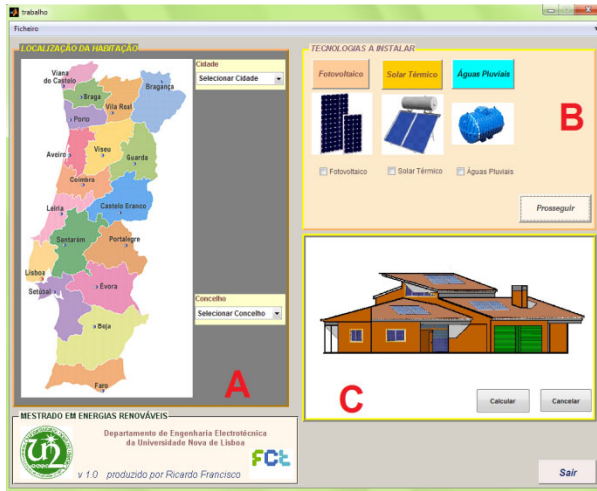 trabalho
Ficheiro
LOCALIZAÇÃO DA HABITAÇÃO
Viana
do Castelo
Braga
Bragança
Vila Real
Porto
Aveiro
Viseu
Guarda
Coimbra
Leiria
Castelo Branco
Santarém
Portalegre
Lisboa
Setúbal
Évora
Beja
Faro
Cidade
Selecionar Cidade
Concelho
Selecionar Concelho
A
TECNOLOGIAS A INSTALAR
Fotovoltaico
Solar Térmico
Águas Pluviais
B
Fotovoltaico
Solar Térmico
Águas Pluviais
Prosseguir
C
Calcular
Cancelar
MESTRADO EM ENERGIAS RENOVÁVEIS
Departamento de Engenharia Electrotécnica
da Universidade Nova de Lisboa
FCt
v 1.0 produzido por Ricardo Francisco
Sair